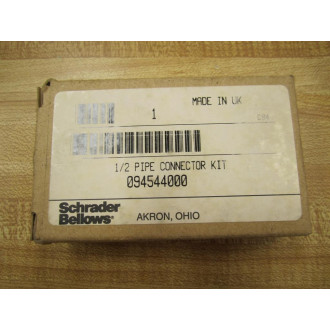 MADE IN UK
1
1/2 PIPE CONNECTOR KIT
094544000
Schrader
Bellows
AKRON, OHIO